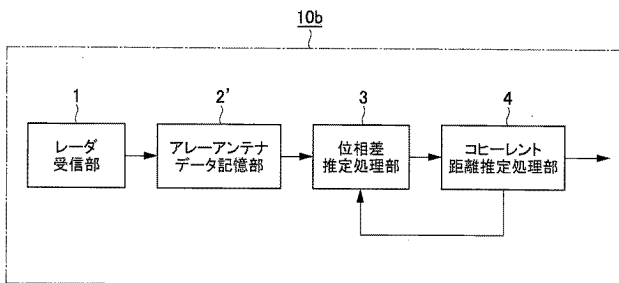 10b
1
2'
3
4
レーダ
受信部
アレーアンテナ
データ記憶部
位相差
推定処理部
コヒーレント
距離推定処理部